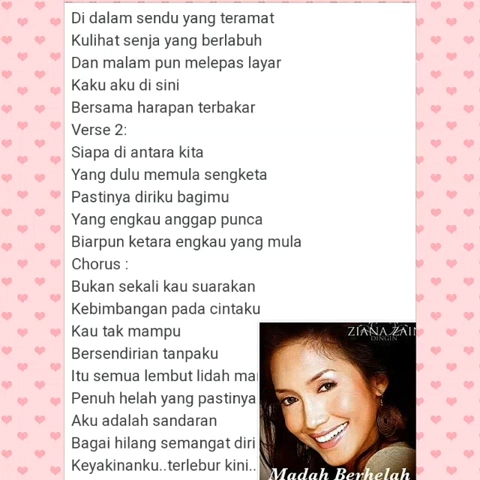 Di dalam sendu yang teramat
Kulihat senja yang berlabuh
Dan malam pun melepas layar
Kaku aku di sini
Bersama harapan terbakar
Verse 2:
Siapa di antara kita
Yang dulu memula sengketa
Pastinya diriku bagimu
Yang engkau anggap punca
Biarpun ketara engkau yang mula
Chorus :
Bukan sekali kau suarakan
Kebimbangan pada cintaku
Kau tak mampu
Bersendirian tanpaku
Itu semua lembut lidah
Penuh helah yang pastinya
Aku adalah sandaran
Bagai hilang semangat diri
Keyakinanku..terlebur kini..
ZIANA ZAIN
DINGIN
Madah Berhelah